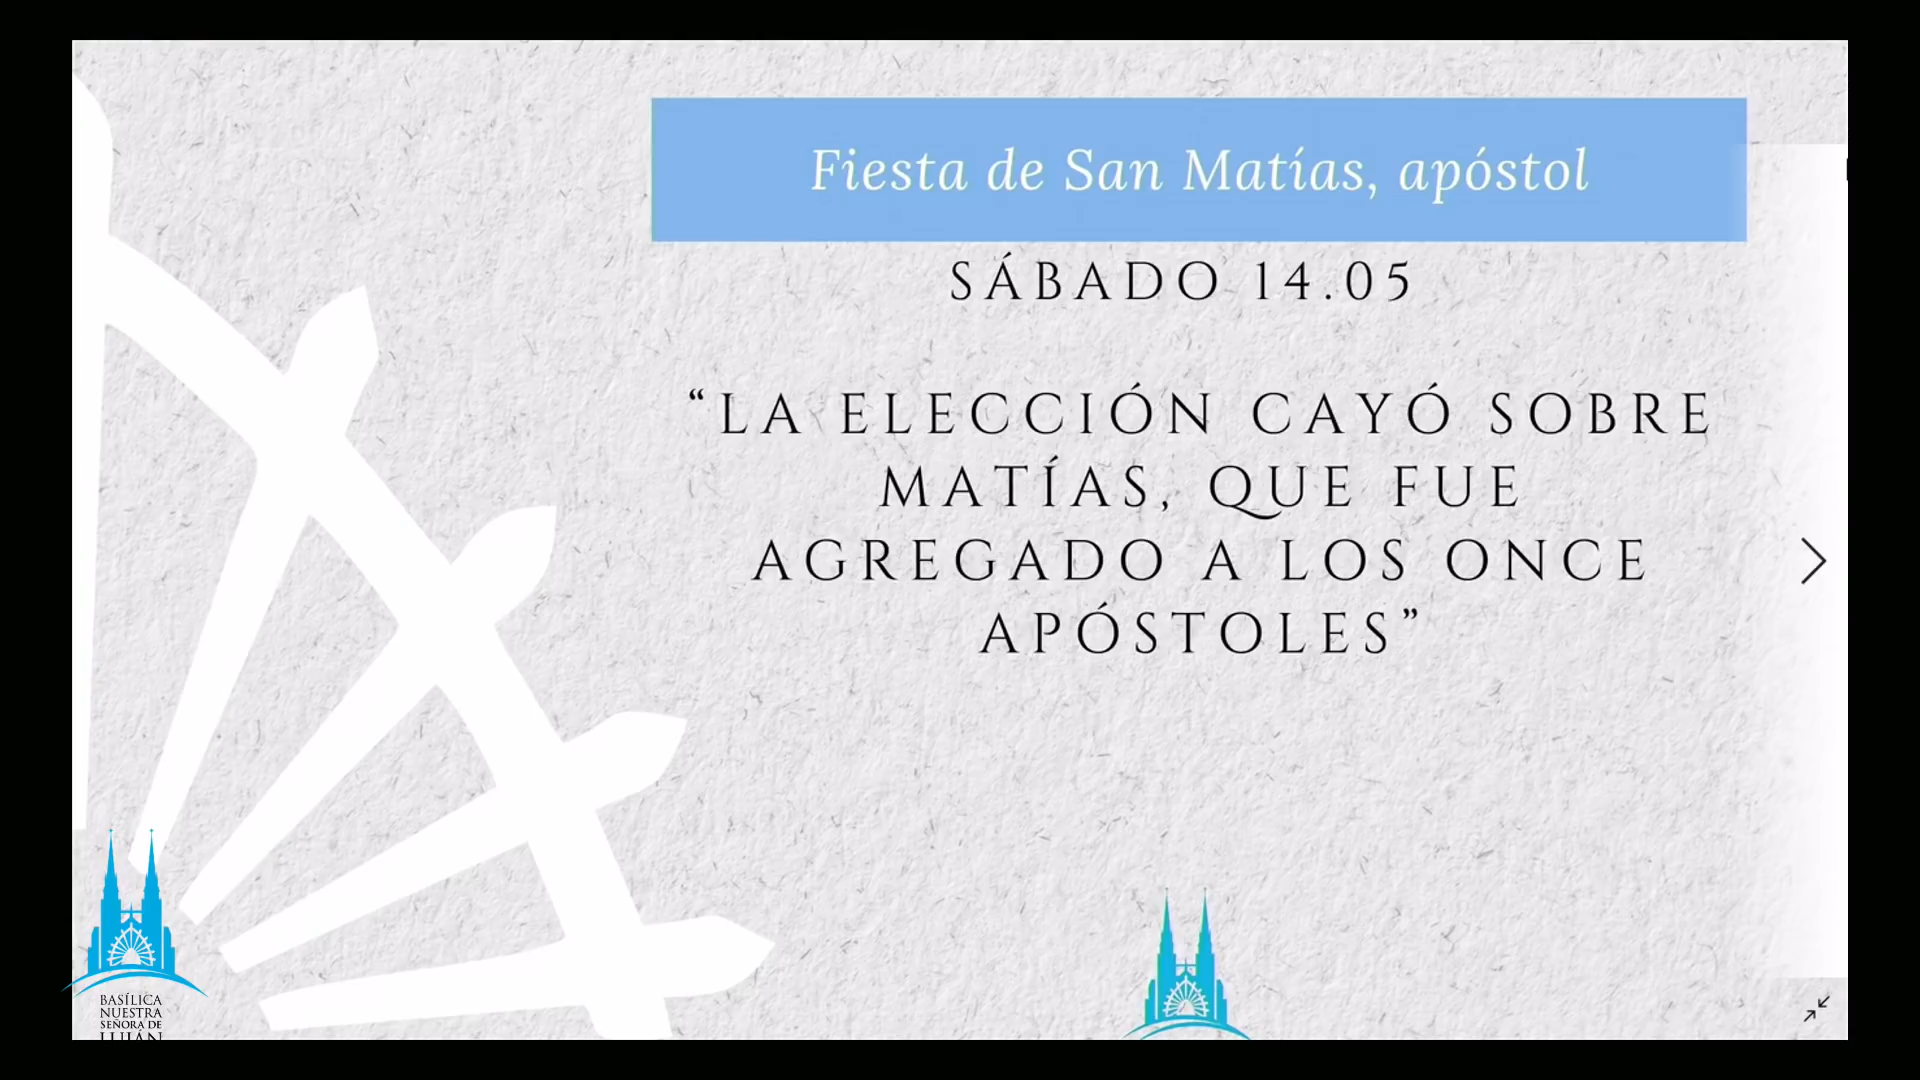 Fiesta de San Matías, apóstol
SÁBADO 14.05
“LA ELECCIÓN CAYÓ SOBRE
MATÍAS, QUE FUE
AGREGADO A LOS ONCE
APÓSTOLES”
BASÍLICA
NUESTRA
SEÑORA DE
LUJÁN